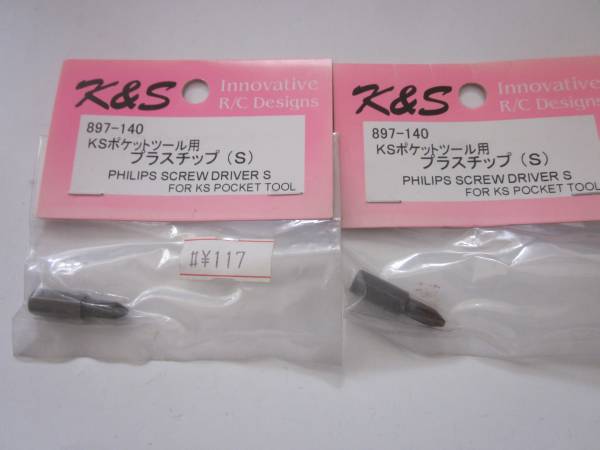 K&S
Innovative
R/C Designs
897-140
KSポケットツール用
プラスチップ(S)
PHILIPS SCREW DRIVER S
FOR KS POCKET TOOL
#¥117
K&S
Innovative
R/C Designs
897-140
KSポケットツール用
プラスチップ(S)
PHILIPS SCREW DRIVER S
FOR KS POCKET TOOL